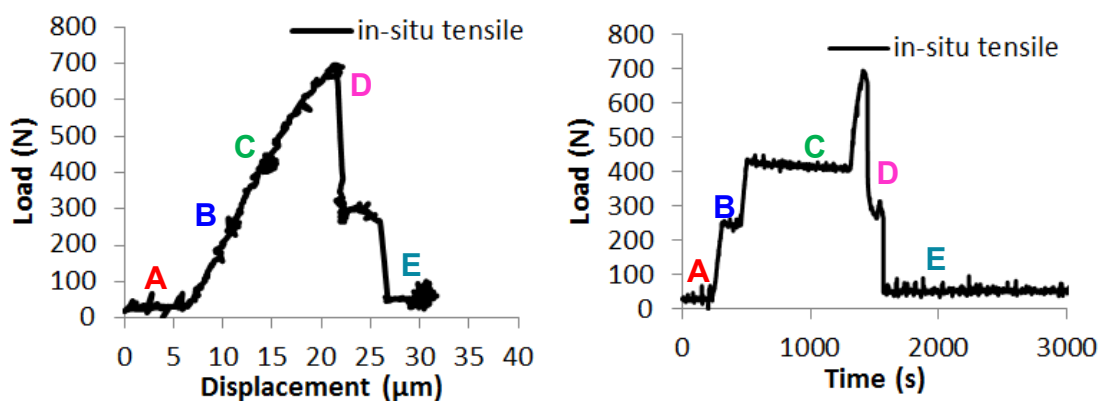 in-situ tensile
800
700
600
500
400
300
200
100
0
Load (N)
A
B
C
D
E
0 5 10 15 20 25 30 35 40
Displacement (μm)
in-situ tensile
800
700
600
500
400
300
200
100
0
Load (N)
A
B
C
D
E
0 1000 2000 3000
Time (s)